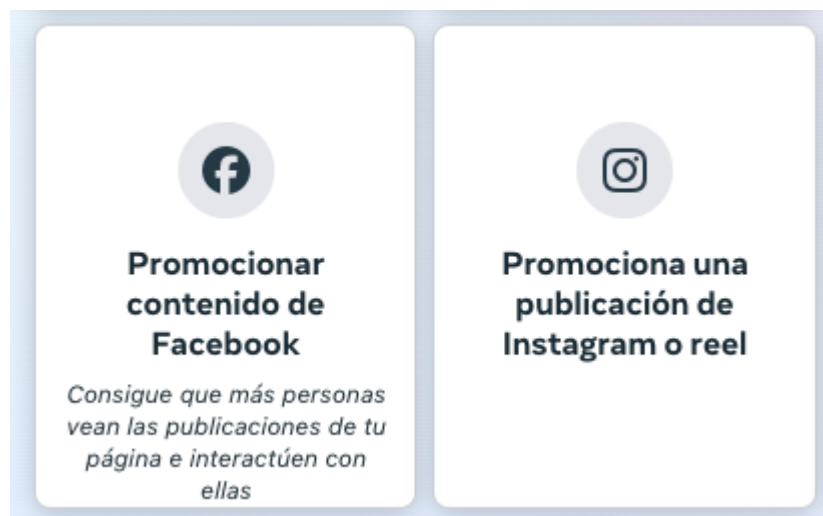 Promocionar
contenido de
Facebook
Consigue que más personas
vean las publicaciones de tu
página e interactúen con
ellas
Promociona una
publicación de
Instagram o reel